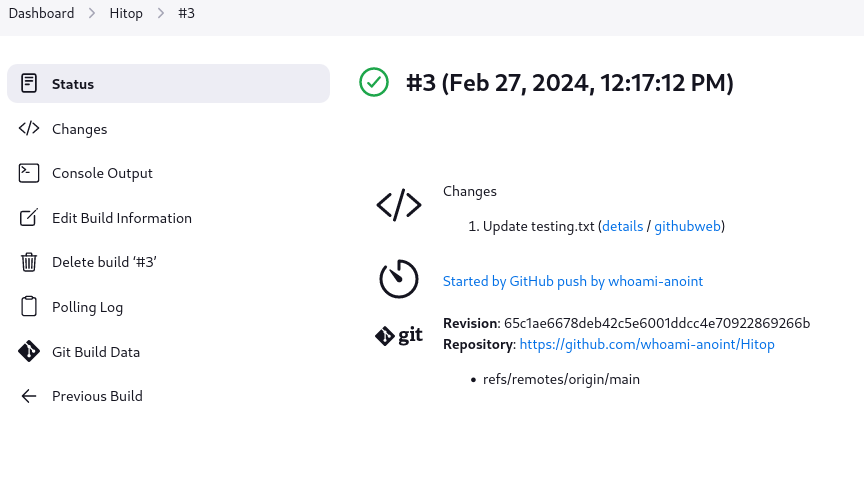 Dashboard > Hitop > #3
Status
Changes
Console Output
Edit Build Information
Delete build ‘#3’
Polling Log
Git Build Data
Previous Build
#3 (Feb 27, 2024, 12:17:12 PM)
Changes
1. Update testing.txt (details / githubweb)
Started by GitHub push by whoami-anoint
git
Revision: 65c1ae6678deb42c5e6001ddcc4e70922869266b
Repository: https://github.com/whoami-anoint/Hitop
• refs/remotes/origin/main